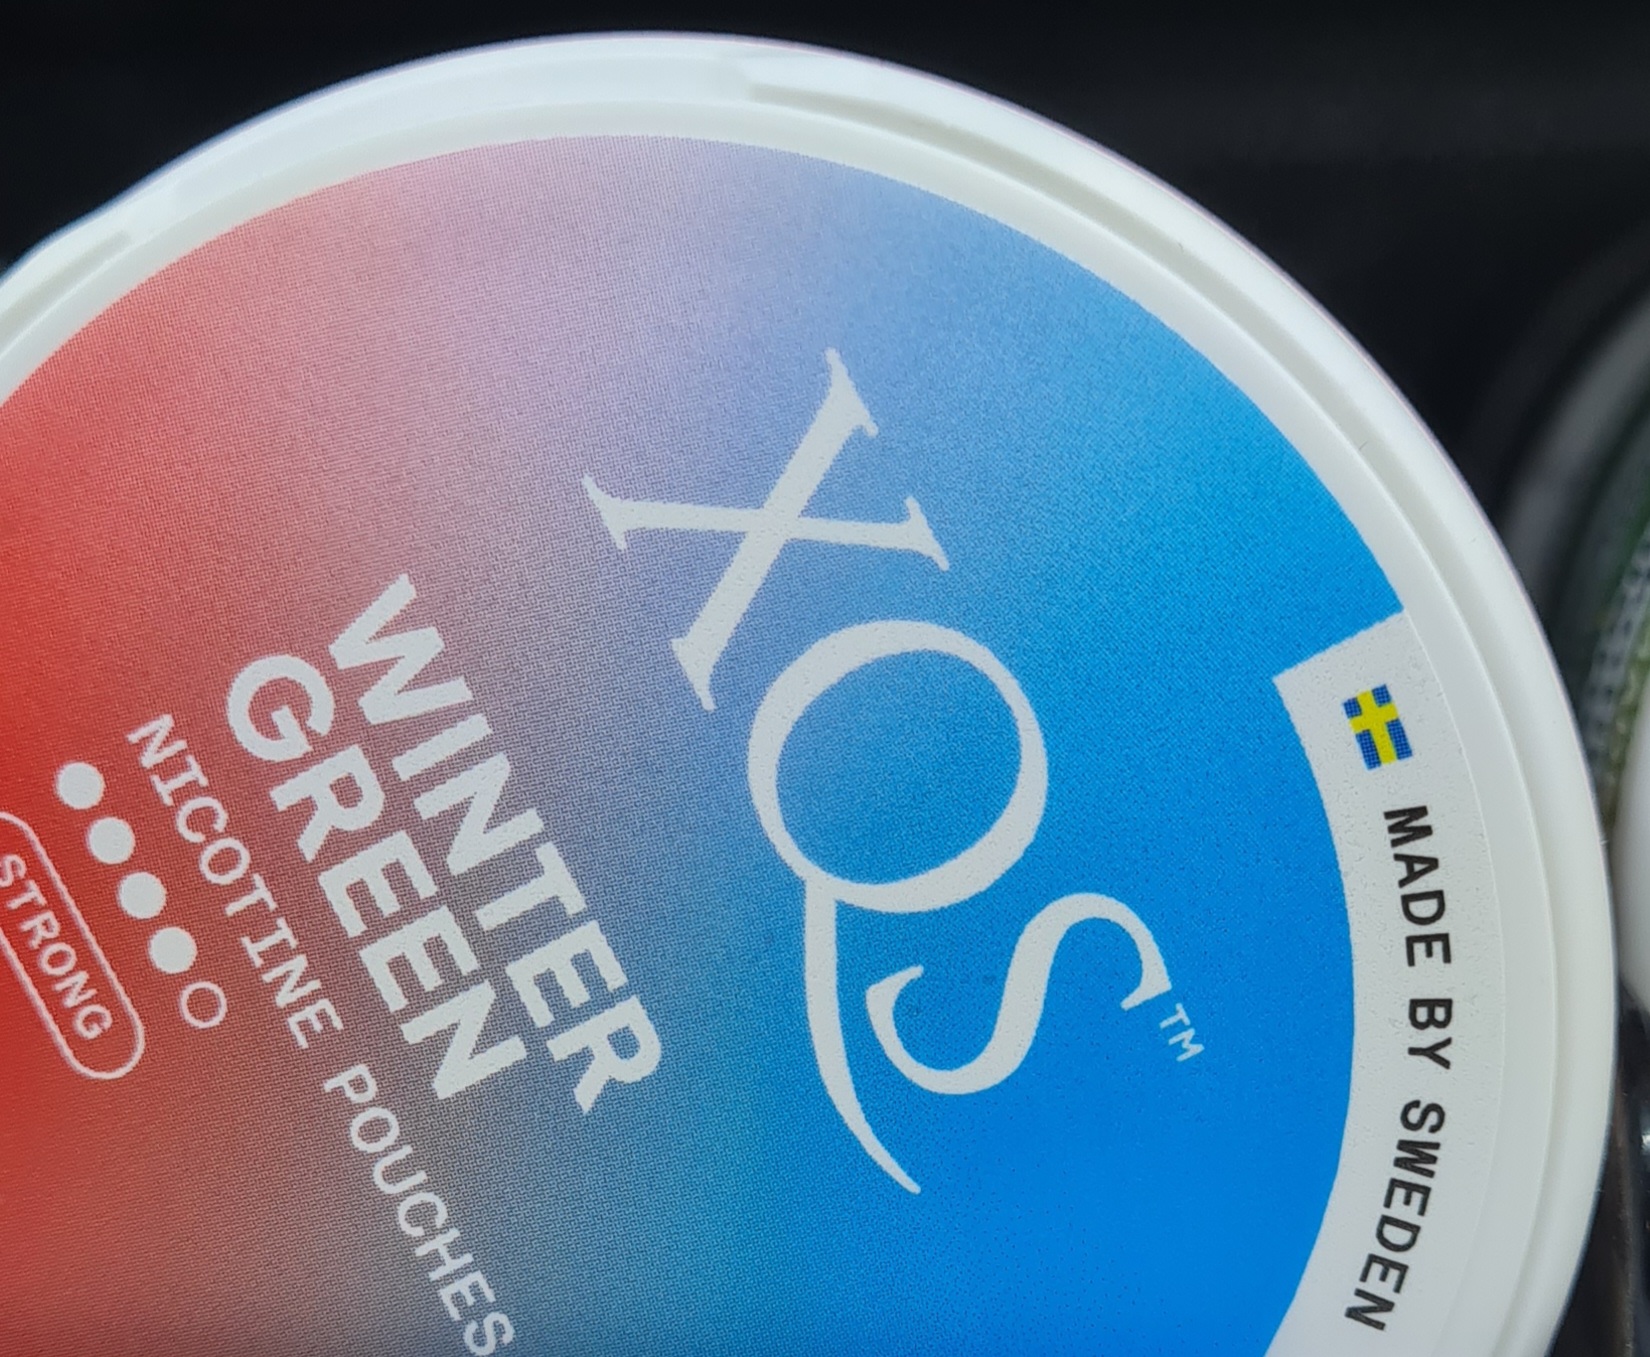 MADE BY SWEDEN
XQS™
WINTER
GREEN
NICOTINE POUCHES
STRONG